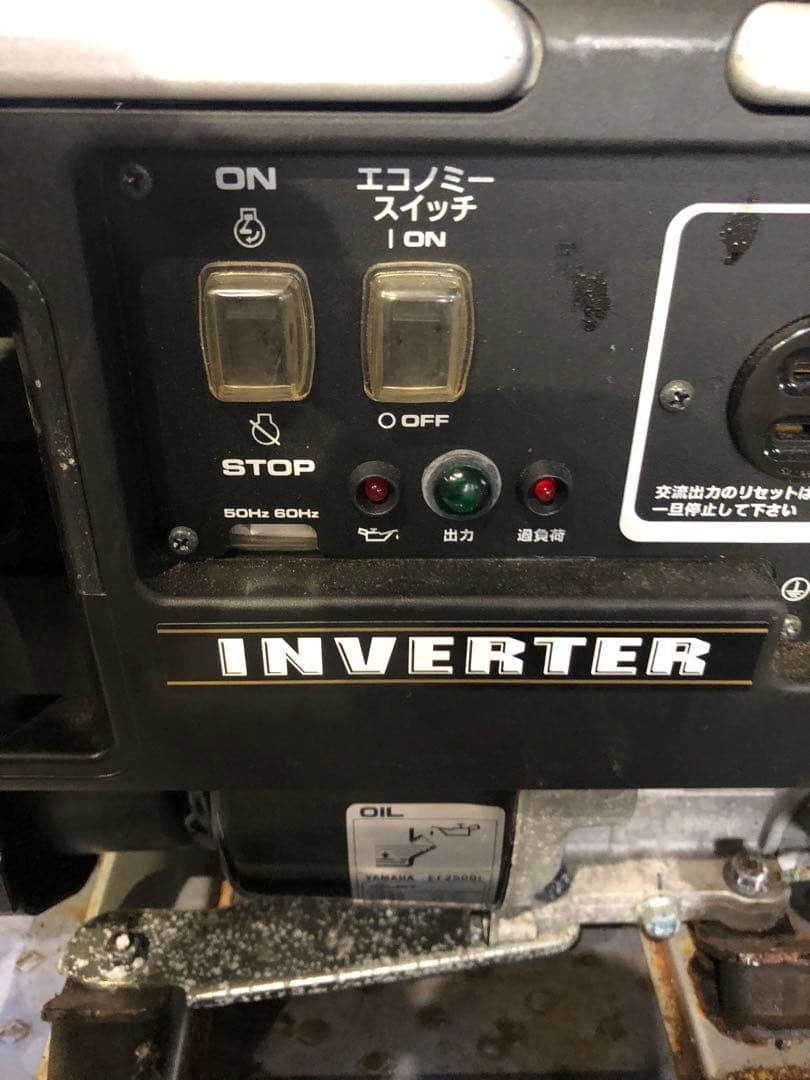 ON
エコノミー
スイッチ
| ON
○ OFF
STOP
50Hz 60Hz
出力
過負荷
交流出力のリセットは
一旦停止して下さい
INVERTER
OIL
YAMAHA EF2500i